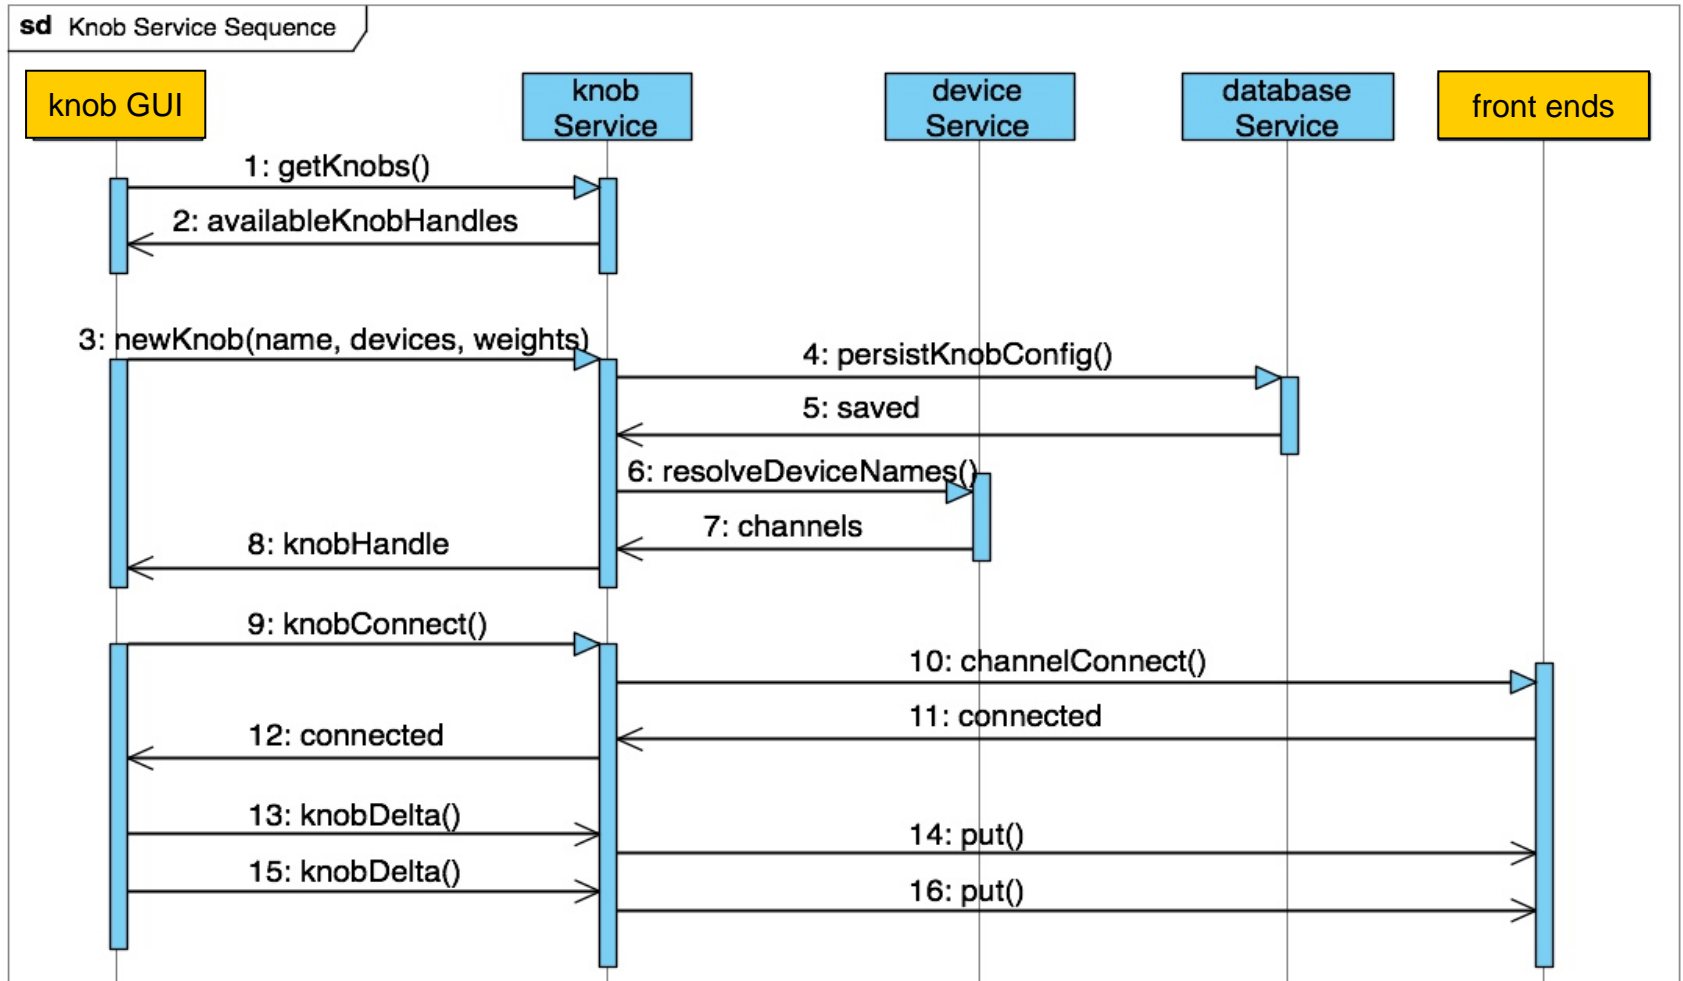 sd Knob Service Sequence
knob GUI
knob
Service
device
Service
database
Service
front ends
1: getKnobs()
2: availableKnobHandles
3: newKnob(name, devices, weights)
4: persistKnobConfig()
5: saved
6: resolveDeviceNames()
7: channels
8: knobHandle
9: knobConnect()
10: channelConnect()
11: connected
12: connected
13: knobDelta()
14: put()
15: knobDelta()
16: put()